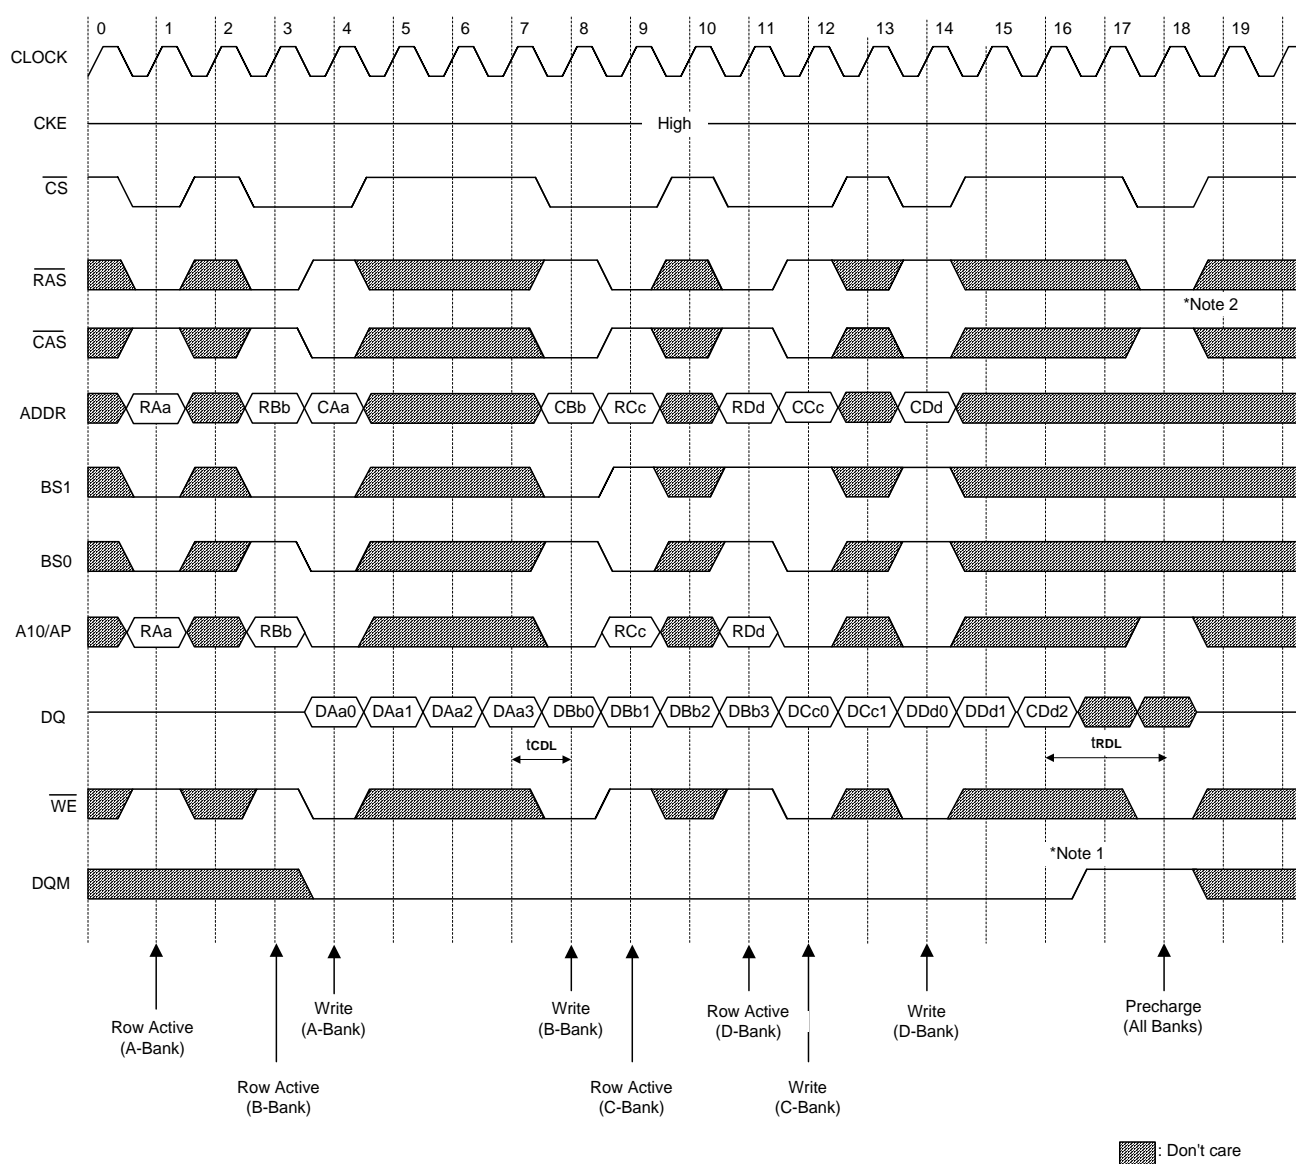 0 1 2 3 4 5 6 7 8 9 10 11 12 13 14 15 16 17 18 19
CLOCK
CKE High
CS
RAS
*Note 2
CAS
ADDR RAa RBb CAa CBb RCc RDd CCc CDd
BS1
BS0
A10/AP RAa RBb RCc RDd
DQ DAa0 DAa1 DAa2 DAa3 DBb0 DBb1 DBb2 DBb3 DCc0 DCc1 DDd0 DDd1 CDd2
tCDL tRDL
WE
*Note 1
DQM
Row Active
(A-Bank)
Row Active
(B-Bank)
Write
(A-Bank)
Write
(B-Bank)
Row Active
(C-Bank)
Row Active
(D-Bank)
Write
(C-Bank)
Write
(D-Bank)
Precharge
(All Banks)
: Don't care